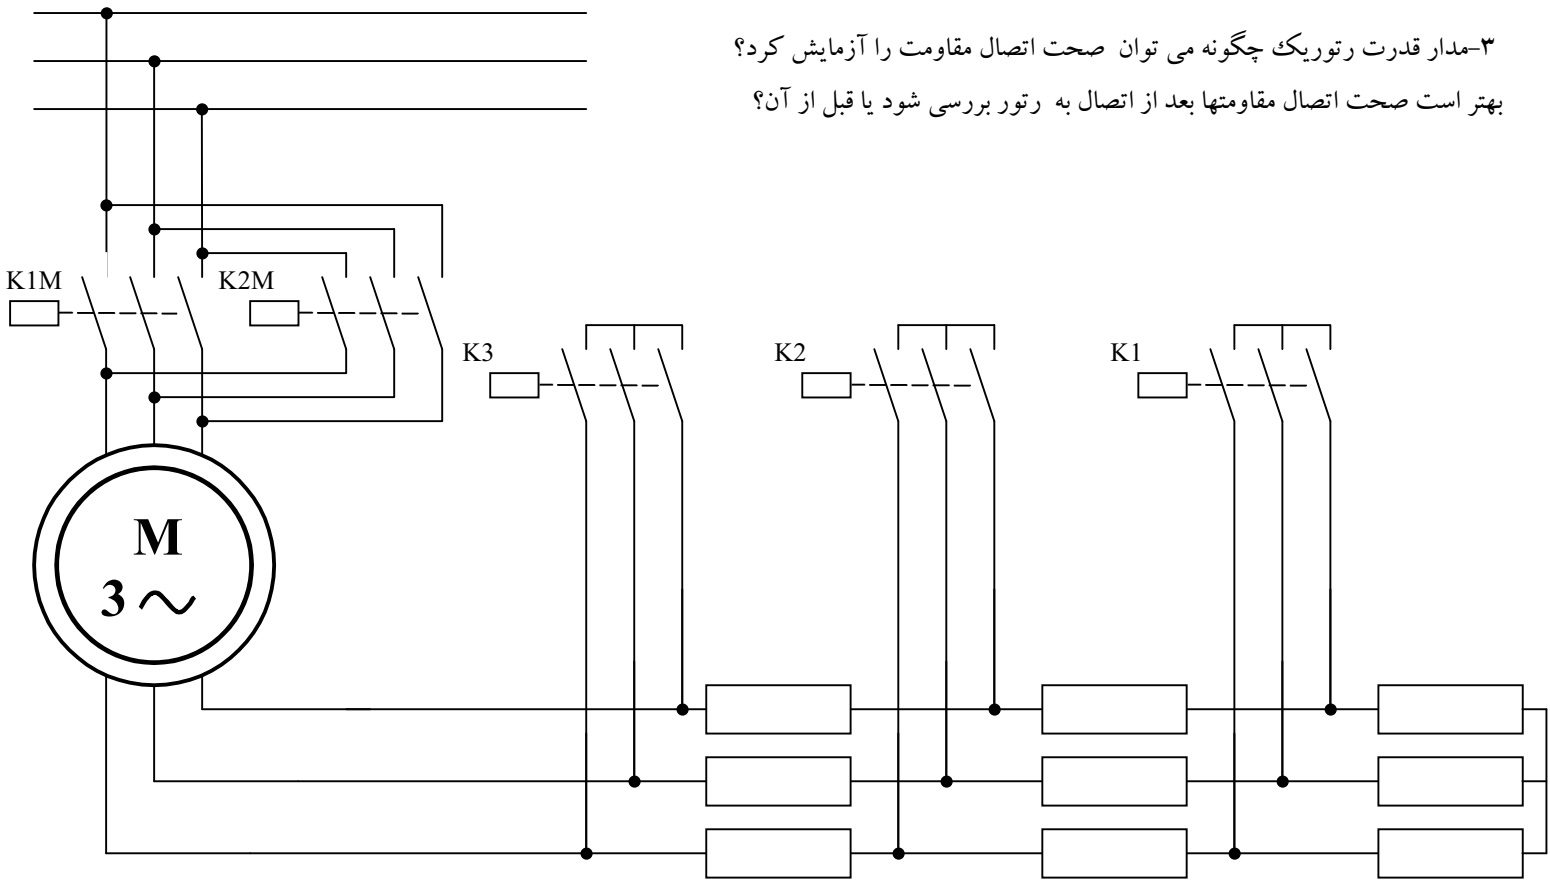 ۳-مدار قدرت رتوریک چگونه می توان صحت اتصال مقاومت را آزمایش کرد؟
بهتر است صحت اتصال مقاومتها بعد از اتصال به رتور بررسی شود یا قبل از آن؟
K1M
K2M
K3
K2
K1
M
3